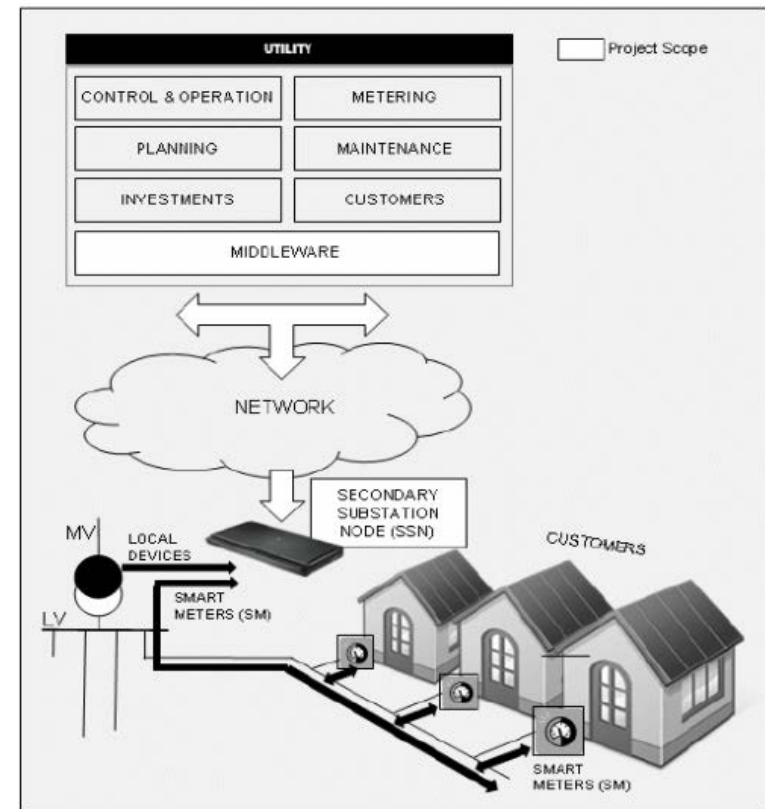 UTILITY
Project Scope
CONTROL & OPERATION
METERING
PLANNING
MAINTENANCE
INVESTMENTS
CUSTOMERS
MIDDLEWARE
NETWORK
SECONDARY
SUBSTATION
NODE (SSN)
MV
LOCAL
DEVICES
CUSTOMERS
SMART
METERS (SM)
LV
SMART
METERS (SM)